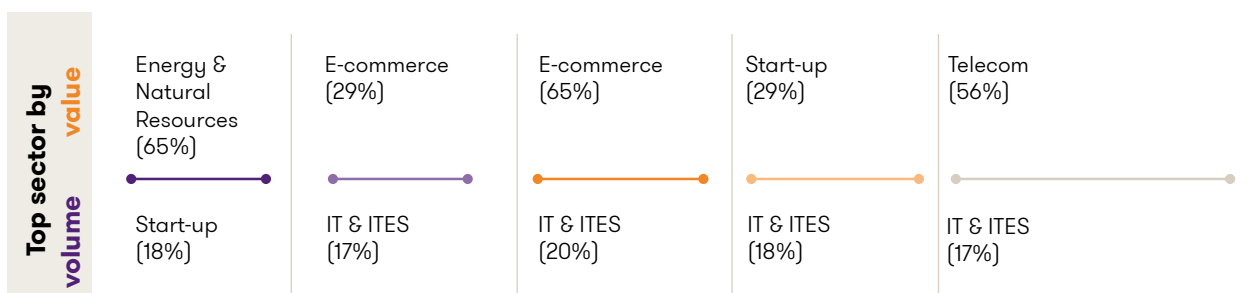 Top sector by
value
volume
Energy &
Natural
Resources
(65%)
Start-up
(18%)
E-commerce
(29%)
IT & ITES
(17%)
E-commerce
(65%)
IT & ITES
(20%)
Start-up
(29%)
IT & ITES
(18%)
Telecom
(56%)
IT & ITES
(17%)